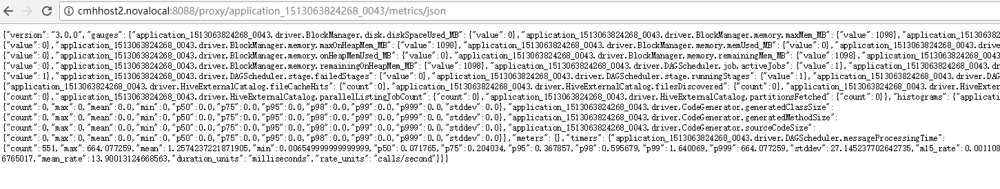 cmhhost2.novalocal:8088/proxy/application_1513063824268_0043/metrics/json
{"version":"3.0.0","gauges":{"application_1513063824268_0043.driver.BlockManager.disk.diskSpaceUsed_MB":{"value":0},"application_1513063824268_0043.driver.BlockManager.memory.maxMem_MB":{"value":1098},"application_15130638
{"value":0},"application_1513063824268_0043.driver.BlockManager.memory.maxOnHeapMem_MB":{"value":1098},"application_1513063824268_0043.driver.BlockManager.memory.memUsed_MB":{"value":0},"application_1513063824268_0043.drive
{"value":0},"application_1513063824268_0043.driver.BlockManager.memory.onHeapMemUsed_MB":{"value":0},"application_1513063824268_0043.driver.BlockManager.memory.remainingMem_MB":{"value":1098},"application_1513063824268_0043
{"value":0},"application_1513063824268_0043.driver.BlockManager.memory.remainingOnHeapMem_MB":{"value":1098},"application_1513063824268_0043.driver.DAGScheduler.job.activeJobs":{"value":1},"application_1513063824268_0043.dr
{"value":1},"application_1513063824268_0043.driver.DAGScheduler.stage.failedStages":{"value":0},"application_1513063824268_0043.driver.DAGScheduler.stage.runningStages":{"value":1},"application_1513063824268_0043.driver.DAG
{"application_1513063824268_0043.driver.HiveExternalCatalog.fileCacheHits":{"count":0},"application_1513063824268_0043.driver.HiveExternalCatalog.filesDiscovered":{"count":0},"application_1513063824268_0043.driver.HiveExter
{"count":0},"application_1513063824268_0043.driver.HiveExternalCatalog.parallelListingJobCount":{"count":0},"application_1513063824268_0043.driver.HiveExternalCatalog.partitionsFetched":{"count":0}},"histograms":{"applicati
{"count":0,"max":0,"mean":0.0,"min":0,"p50":0.0,"p75":0.0,"p95":0.0,"p98":0.0,"p99":0.0,"p999":0.0,"stddev":0.0},"application_1513063824268_0043.driver.CodeGenerator.generatedClassSize":
{"count":0,"max":0,"mean":0.0,"min":0,"p50":0.0,"p75":0.0,"p95":0.0,"p98":0.0,"p99":0.0,"p999":0.0,"stddev":0.0},"application_1513063824268_0043.driver.CodeGenerator.generatedMethodSize":
{"count":0,"max":0,"mean":0.0,"min":0,"p50":0.0,"p75":0.0,"p95":0.0,"p98":0.0,"p99":0.0,"p999":0.0,"stddev":0.0},"application_1513063824268_0043.driver.CodeGenerator.sourceCodeSize":
{"count":0,"max":0,"mean":0.0,"min":0,"p50":0.0,"p75":0.0,"p95":0.0,"p98":0.0,"p99":0.0,"p999":0.0,"stddev":0.0}},"meters":{},"timers":{"application_1513063824268_0043.driver.DAGScheduler.messageProcessingTime":
{"count":551,"max":664.077259,"mean":1.2574237221871905,"min":0.006549999999999999,"p50":0.071765,"p75":0.204034,"p95":0.367857,"p98":0.595679,"p99":1.640069,"p999":664.077259,"stddev":27.145237702642735,"m15_rate":0.001108
6765017,"mean_rate":13.90013124668563,"duration_units":"milliseconds","rate_units":"calls/second"}}}